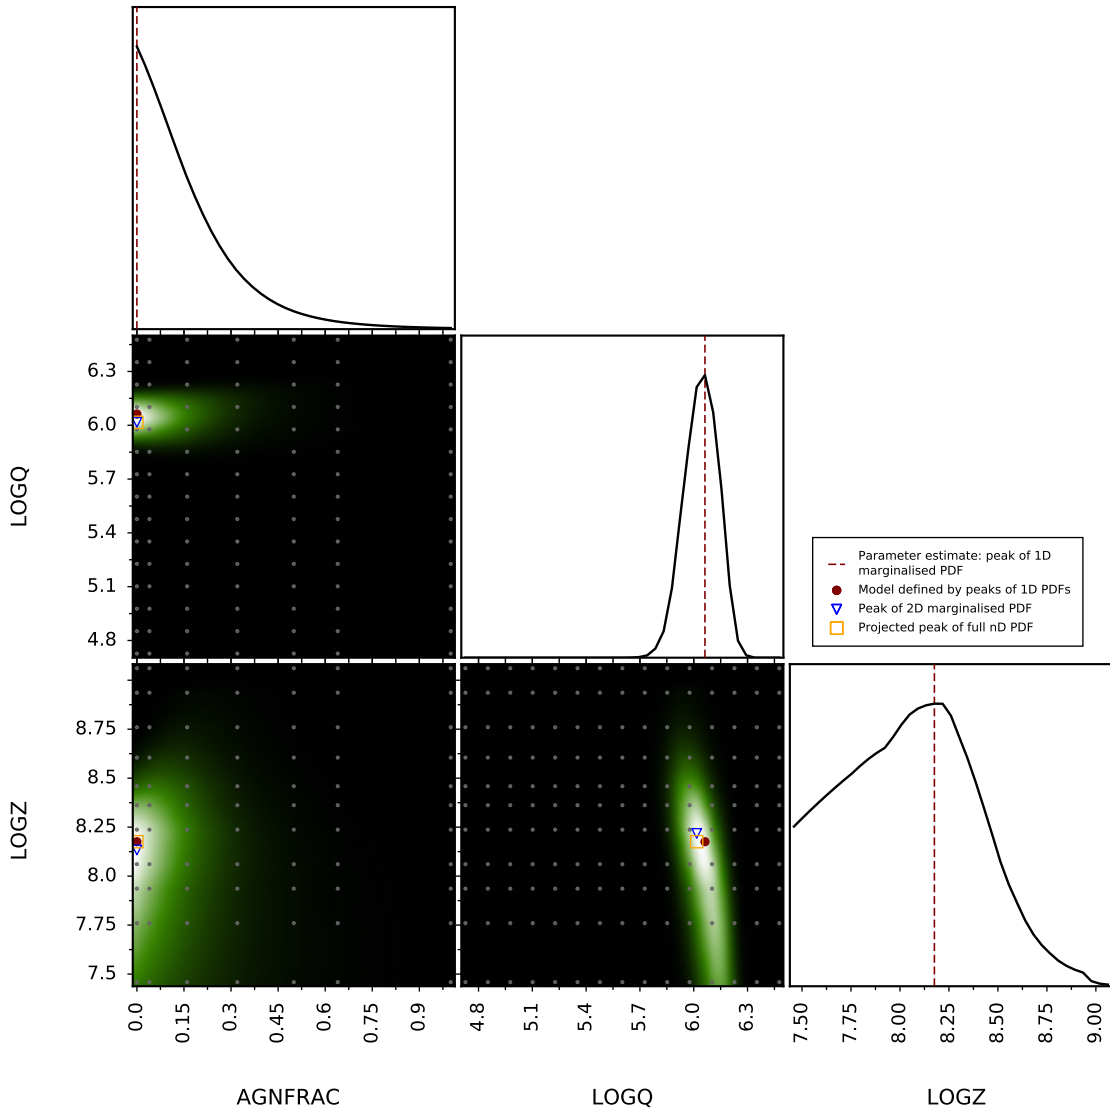 6.3
6.0
5.7
5.4
5.1
4.8
LOGQ
Parameter estimate: peak of 1D
marginalised PDF
Model defined by peaks of 1D PDFs
Peak of 2D marginalised PDF
Projected peak of full nD PDF
8.75
8.5
8.25
8.0
7.75
7.5
LOGZ
0.0 0.15 0.3 0.45 0.6 0.75 0.9
4.8 5.1 5.4 5.7 6.0 6.3
7.50 7.75 8.00 8.25 8.50 8.75 9.00
AGNFRAC
LOGQ
LOGZ